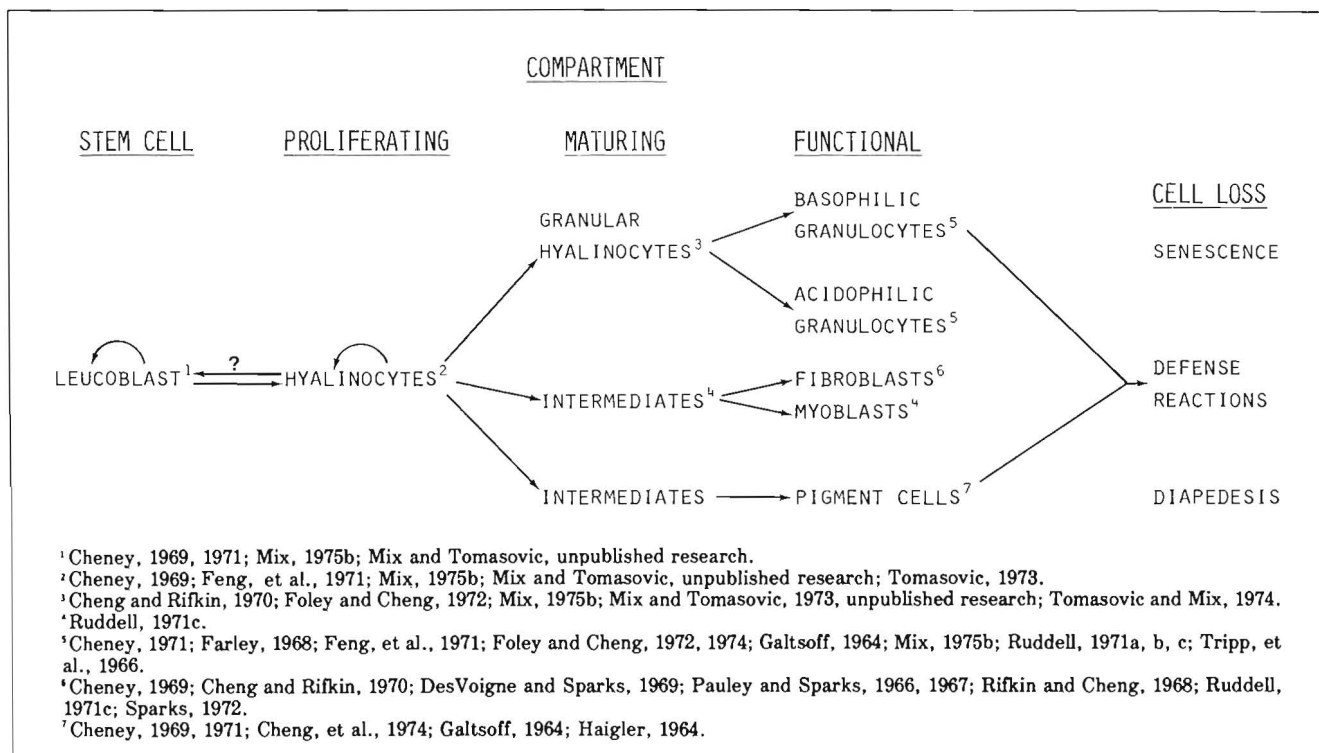 COMPARTMENT
STEM CELL PROLIFERATING MATURING FUNCTIONAL
CELL LOSS
BASOPHILIC
GRANULOCYTES⁵
GRANULAR
HYALINOCYTES³
SENESCENCE
ACIDOPHILIC
GRANULOCYTES⁵
?
LEUCOBLAST¹ HYALINOCYTES²
INTERMEDIATES⁴
FIBROBLASTS⁶
MYOBLASTS⁴
DEFENSE
REACTIONS
INTERMEDIATES PIGMENT CELLS⁷ DIAPEDESIS
¹Cheney, 1969, 1971; Mix, 1975b; Mix and Tomasovic, unpublished research.
²Cheney, 1969; Feng, et al., 1971; Mix, 1975b; Mix and Tomasovic, unpublished research; Tomasovic, 1973.
³Cheng and Rifkin, 1970; Foley and Cheng, 1972; Mix, 1975b; Mix and Tomasovic, 1973, unpublished research; Tomasovic and Mix, 1974.
⁴Ruddell, 1971c.
⁵Cheney, 1971; Farley, 1968; Feng, et al., 1971; Foley and Cheng, 1972, 1974; Galtsoff, 1964; Mix, 1975b; Ruddell, 1971a, b, c; Tripp, et
al., 1966.
⁶Cheney, 1969; Cheng and Rifkin, 1970; DesVoigne and Sparks, 1969; Pauley and Sparks, 1966, 1967; Rifkin and Cheng, 1968; Ruddell,
1971c; Sparks, 1972.
⁷Cheney, 1969, 1971; Cheng, et al., 1974; Galtsoff, 1964; Haigler, 1964.